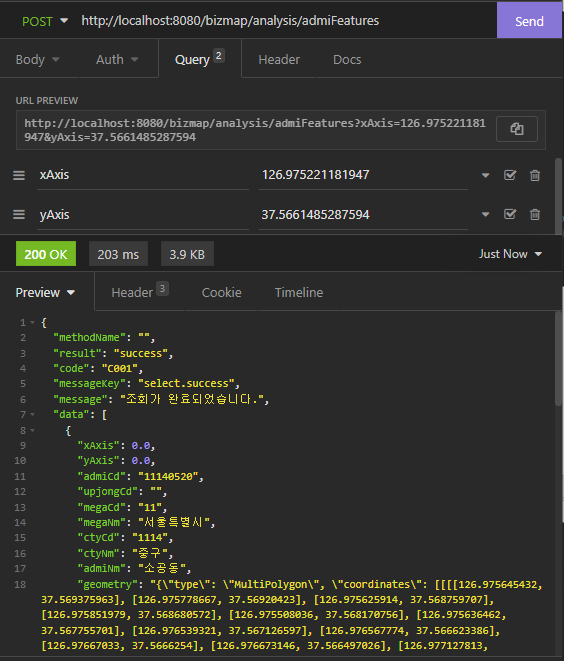 POST http://localhost:8080/bizmap/analysis/admiFeatures Send
Body Auth Query 2 Header Docs
URL PREVIEW
http://localhost:8080/bizmap/analysis/admiFeatures?xAxis=126.975221181
947&yAxis=37.5661485287594
xAxis 126.975221181947
yAxis 37.5661485287594
200 OK 203 ms 3.9 KB Just Now
Preview Header 3 Cookie Timeline
1 {
2 "methodName": "",
3 "result": "success",
4 "code": "C001",
5 "messageKey": "select.success",
6 "message": "조회가 완료되었습니다.",
7 "data": [
8 {
9 "xAxis": 0.0,
10 "yAxis": 0.0,
11 "admiCd": "11140520",
12 "upjongCd": "",
13 "megaCd": "11",
14 "megaNm": "서울특별시",
15 "ctyCd": "1114",
16 "ctyNm": "중구",
17 "admiNm": "소공동",
18 "geometry": "{\"type\": \"MultiPolygon\", \"coordinates\": [[[[126.975645432,
37.569375963], [126.975778667, 37.56920423], [126.975625914, 37.568759707],
[126.975851979, 37.568680572], [126.975508036, 37.568170756], [126.975636462,
37.567755701], [126.976539321, 37.567126597], [126.976567774, 37.566623386],
[126.97667033, 37.5666254], [126.976673146, 37.566497026], [126.977127813,